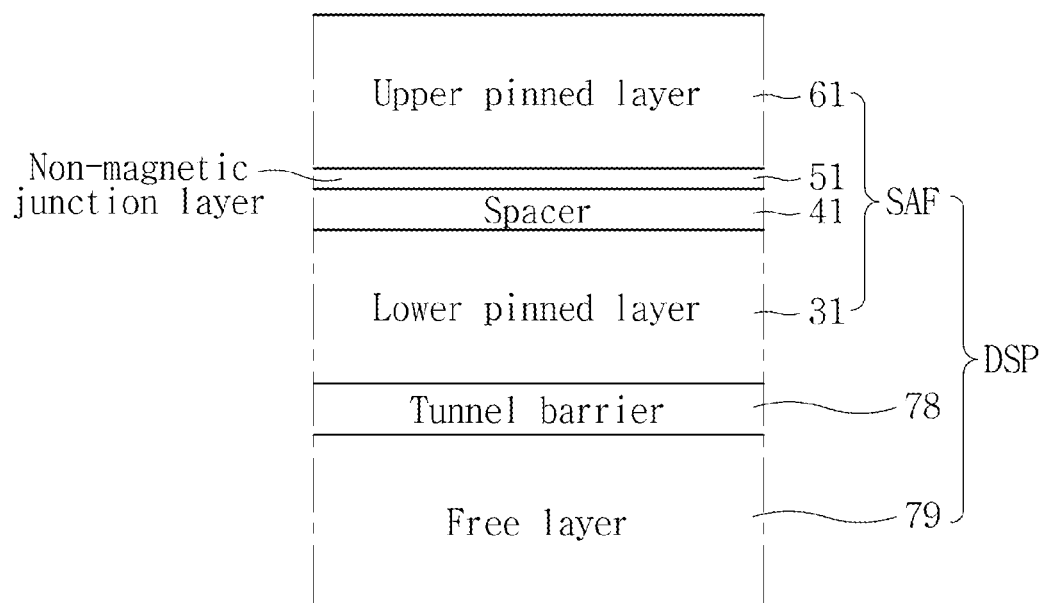 Upper pinned layer
61
Non-magnetic
junction layer
51
SAF
Spacer
41
Lower pinned layer
31
DSP
Tunnel barrier
78
Free layer
79